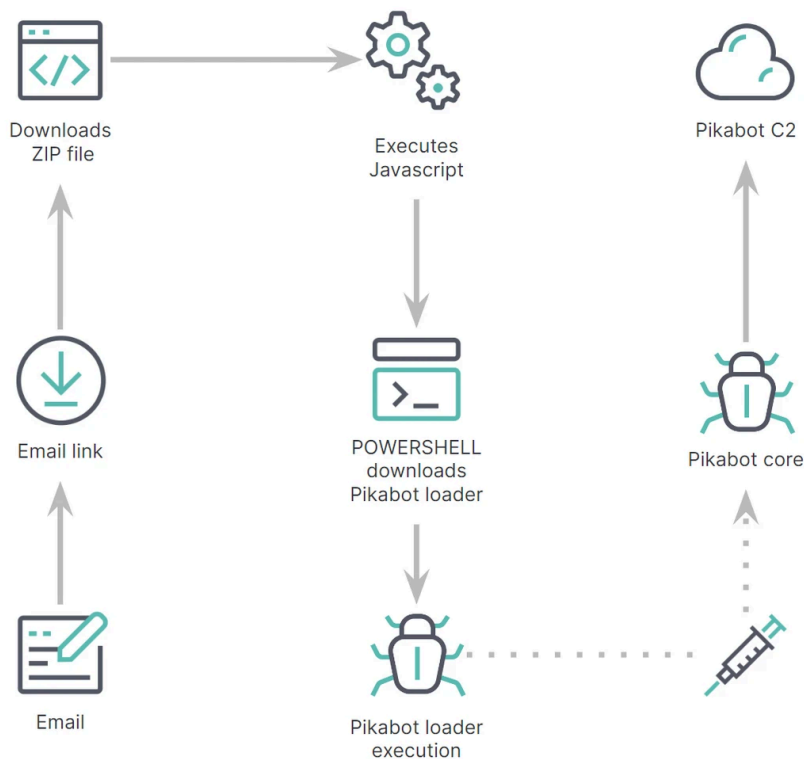 Downloads
ZIP file
Executes
Javascript
Pikabot C2
Email link
POWERSHELL
downloads
Pikabot loader
Pikabot core
Email
Pikabot loader
execution